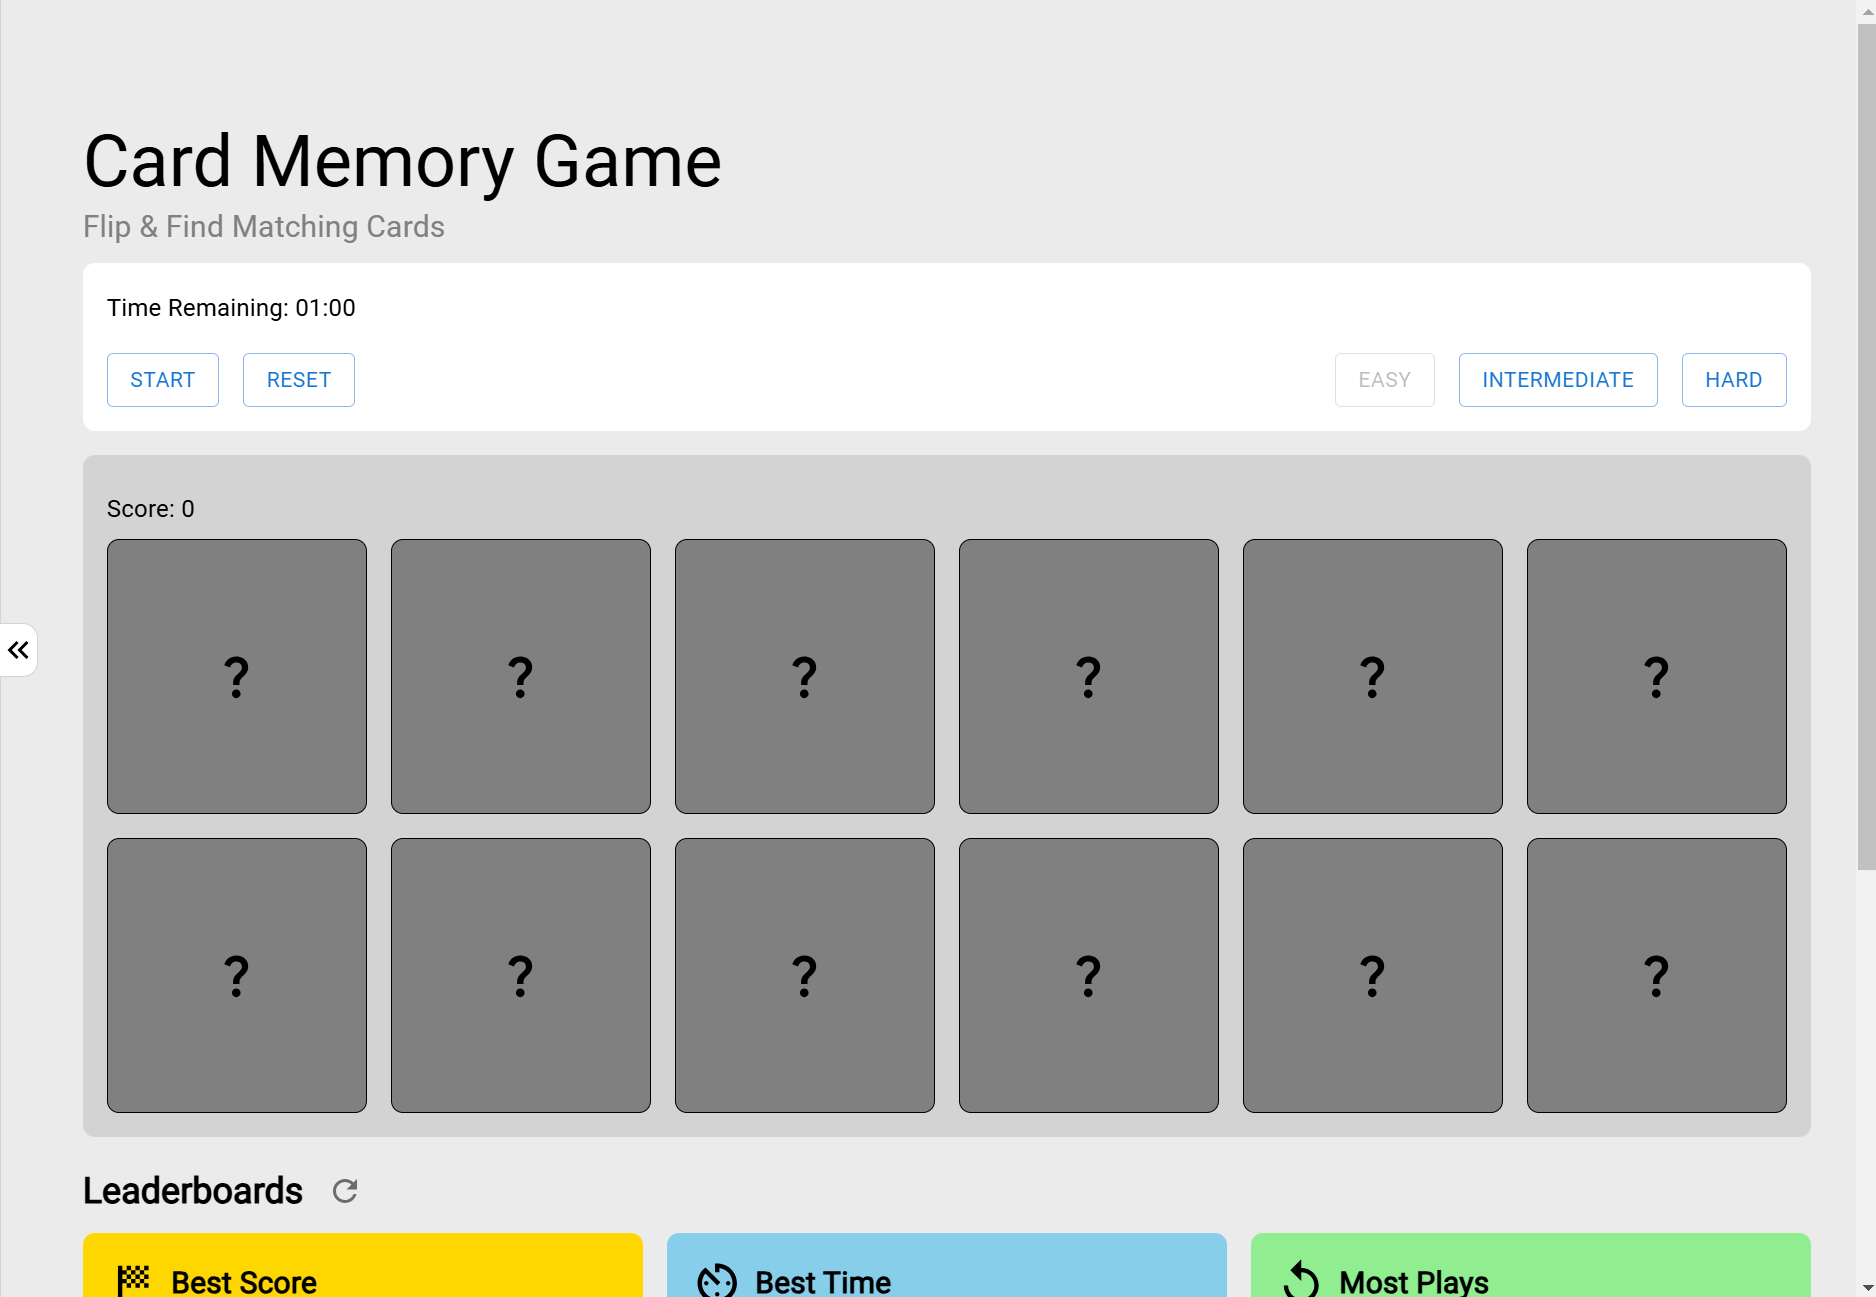 Card Memory Game
Flip & Find Matching Cards
Time Remaining: 01:00
START RESET EASY INTERMEDIATE HARD
Score: 0
? ? ? ? ? ?
? ? ? ? ? ?
Leaderboards
Best Score Best Time Most Plays